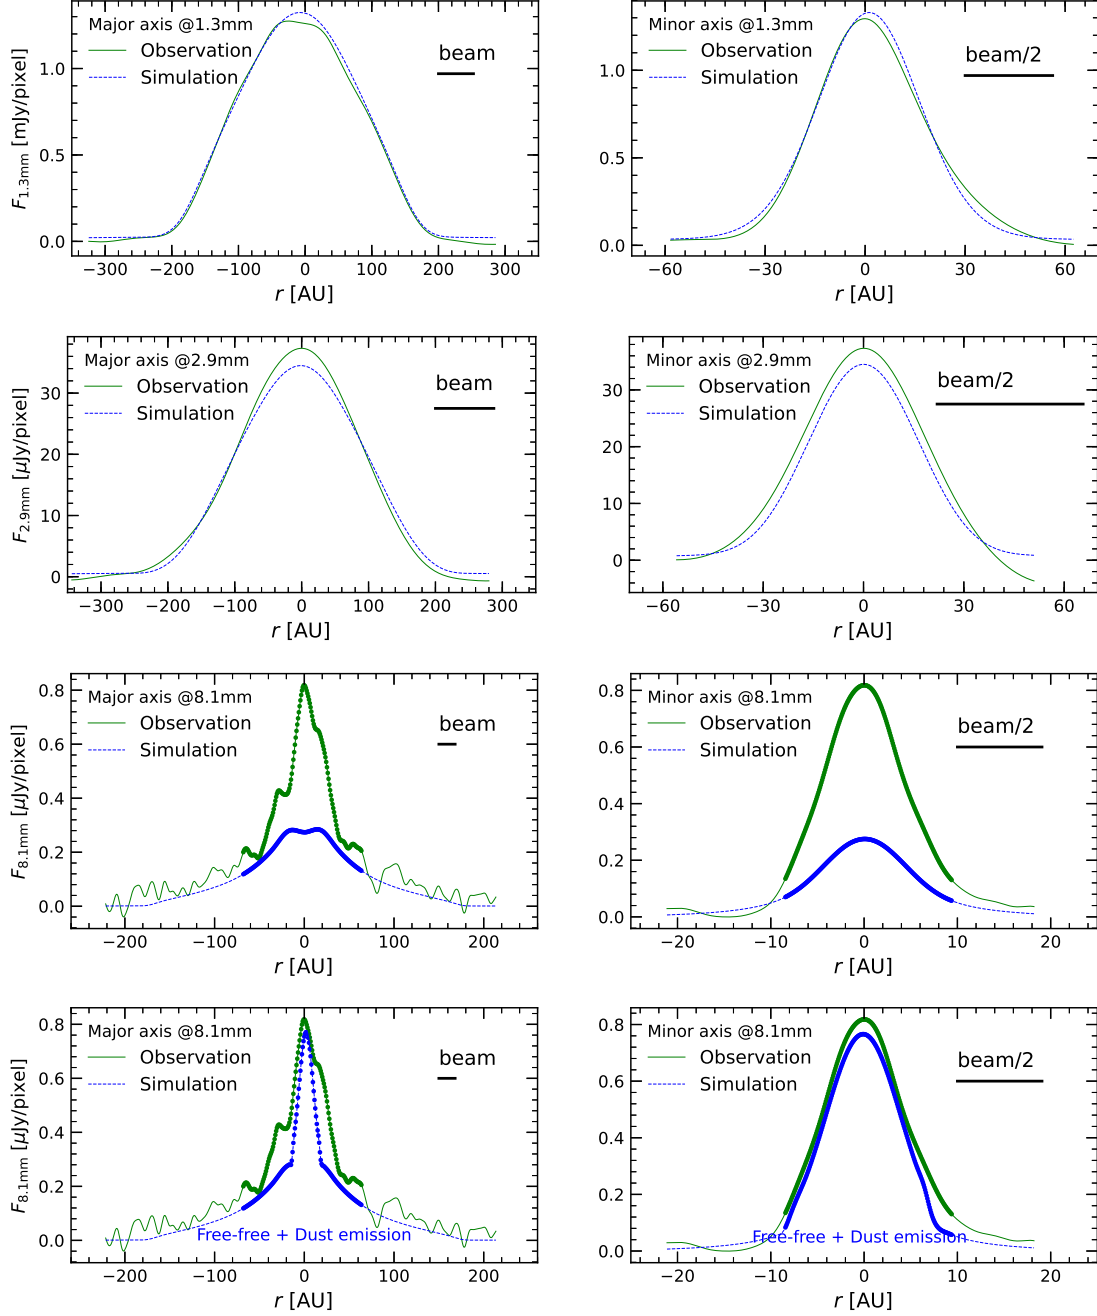 Major axis @1.3mm
Observation
Simulation
beam
F1.3mm [mJy/pixel]
1.0
0.5
0.0
−300 −200 −100 0 100 200 300
r [AU]
Minor axis @1.3mm
Observation
Simulation
beam/2
1.0
0.5
0.0
−60 −30 0 30 60
r [AU]
Major axis @2.9mm
Observation
Simulation
beam
F2.9mm [μJy/pixel]
30
20
10
0
−300 −200 −100 0 100 200 300
r [AU]
Minor axis @2.9mm
Observation
Simulation
beam/2
30
20
10
0
−60 −30 0 30 60
r [AU]
Major axis @8.1mm
Observation
Simulation
beam
F8.1mm [μJy/pixel]
0.8
0.6
0.4
0.2
0.0
−200 −100 0 100 200
r [AU]
Minor axis @8.1mm
Observation
Simulation
beam/2
0.8
0.6
0.4
0.2
0.0
−20 −10 0 10 20
r [AU]
Major axis @8.1mm
Observation
Simulation
beam
F8.1mm [μJy/pixel]
0.8
0.6
0.4
0.2
0.0
Free-free + Dust emission
−200 −100 0 100 200
r [AU]
Minor axis @8.1mm
Observation
Simulation
beam/2
0.8
0.6
0.4
0.2
0.0
Free-free + Dust emission
−20 −10 0 10 20
r [AU]